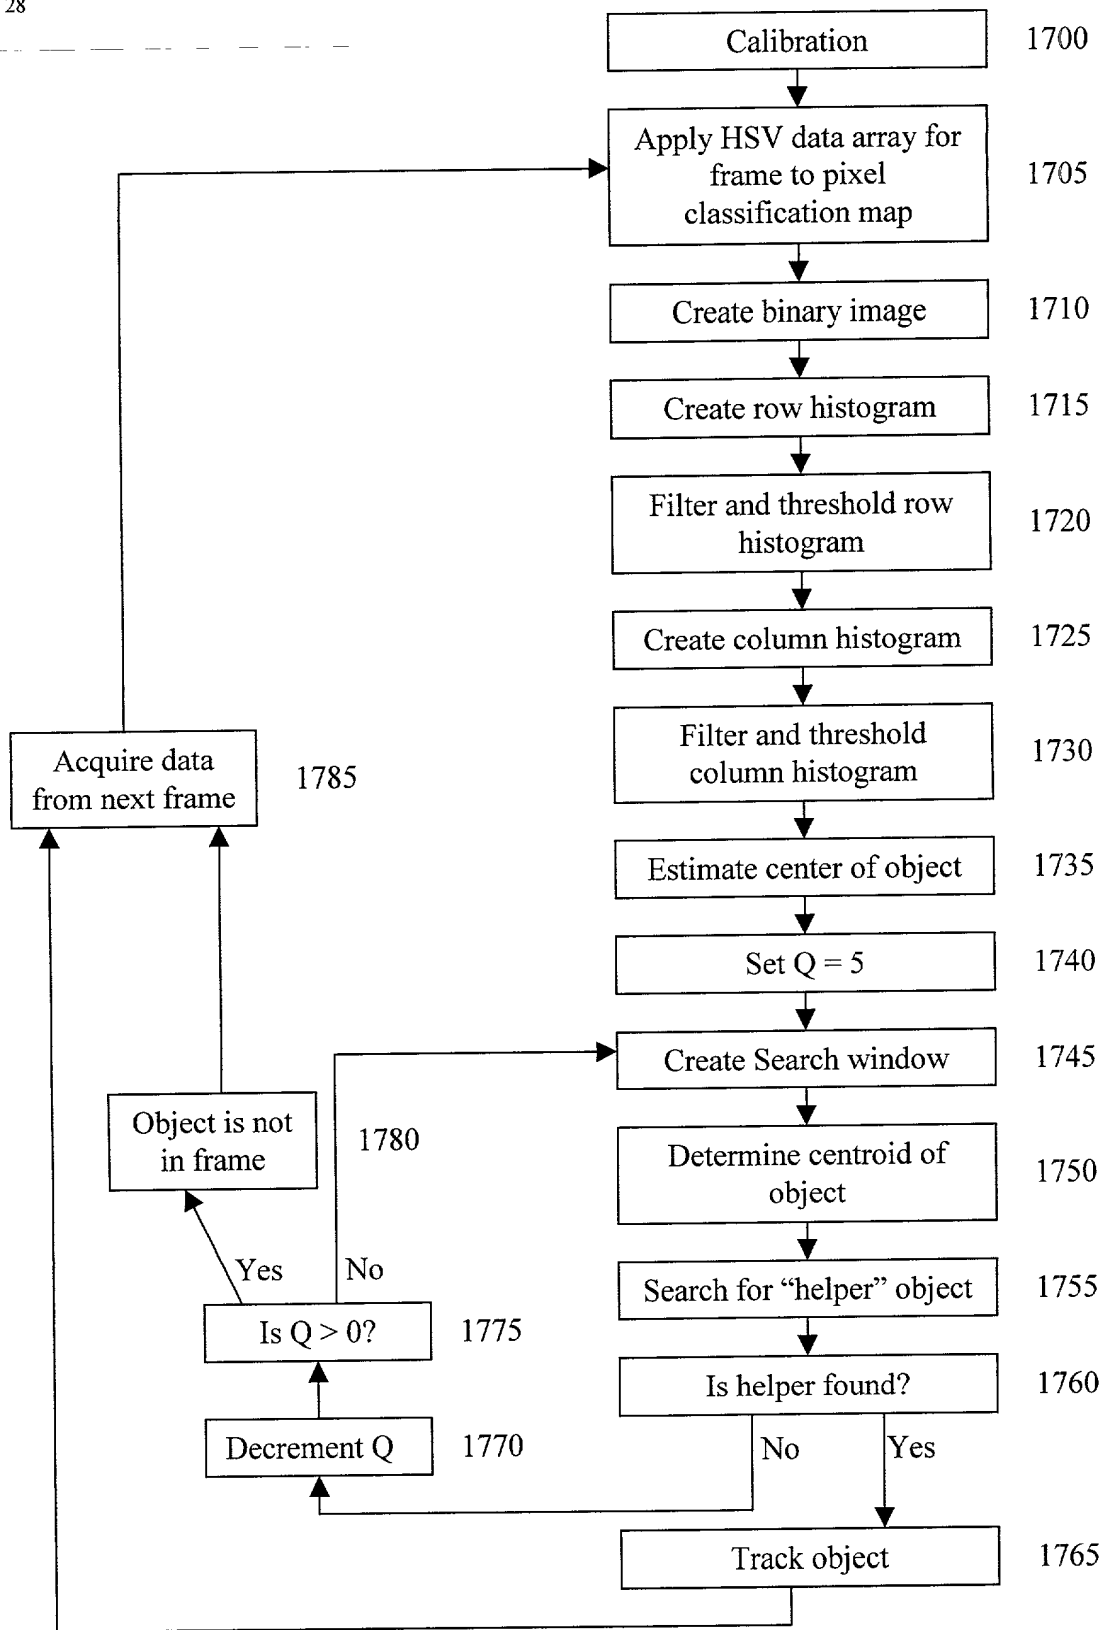 28
Calibration
1700
Apply HSV data array for
frame to pixel
classification map
1705
Create binary image
1710
Create row histogram
1715
Filter and threshold row
histogram
1720
Create column histogram
1725
Filter and threshold
column histogram
1730
Acquire data
from next frame
1785
Estimate center of object
1735
Set Q = 5
1740
Create Search window
1745
Object is not
in frame
1780
Determine centroid of
object
1750
Yes
No
Search for “helper” object
1755
Is Q > 0?
1775
Is helper found?
1760
Decrement Q
1770
No
Yes
Track object
1765